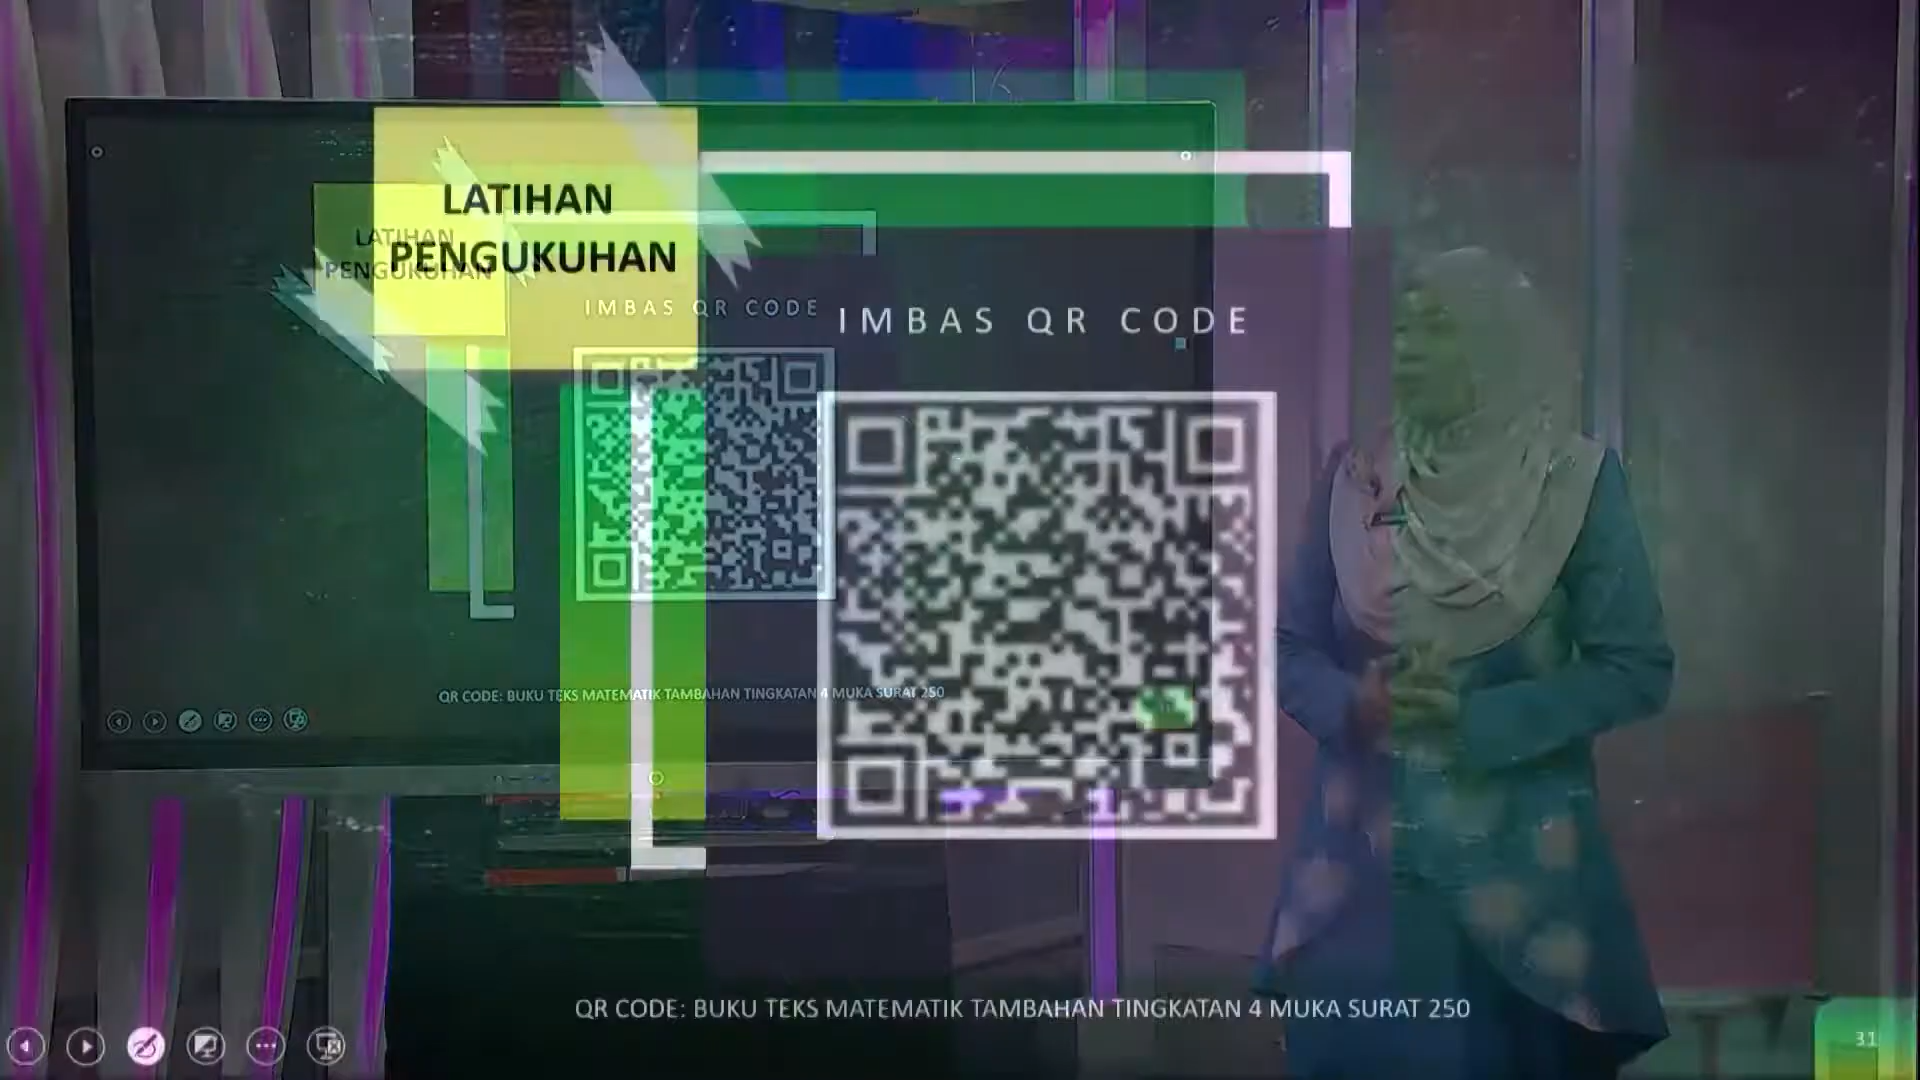 LATIHAN
PENGUKUHAN
IMBAS QR CODE
QR CODE: BUKU TEKS MATEMATIK TAMBAHAN TINGKATAN 4 MUKA SURAT 250
31
LATIHAN
PENGUKUHAN
IMBAS QR CODE
QR CODE: BUKU TEKS MATEMATIK TAMBAHAN TINGKATAN 4 MUKA SURAT 250